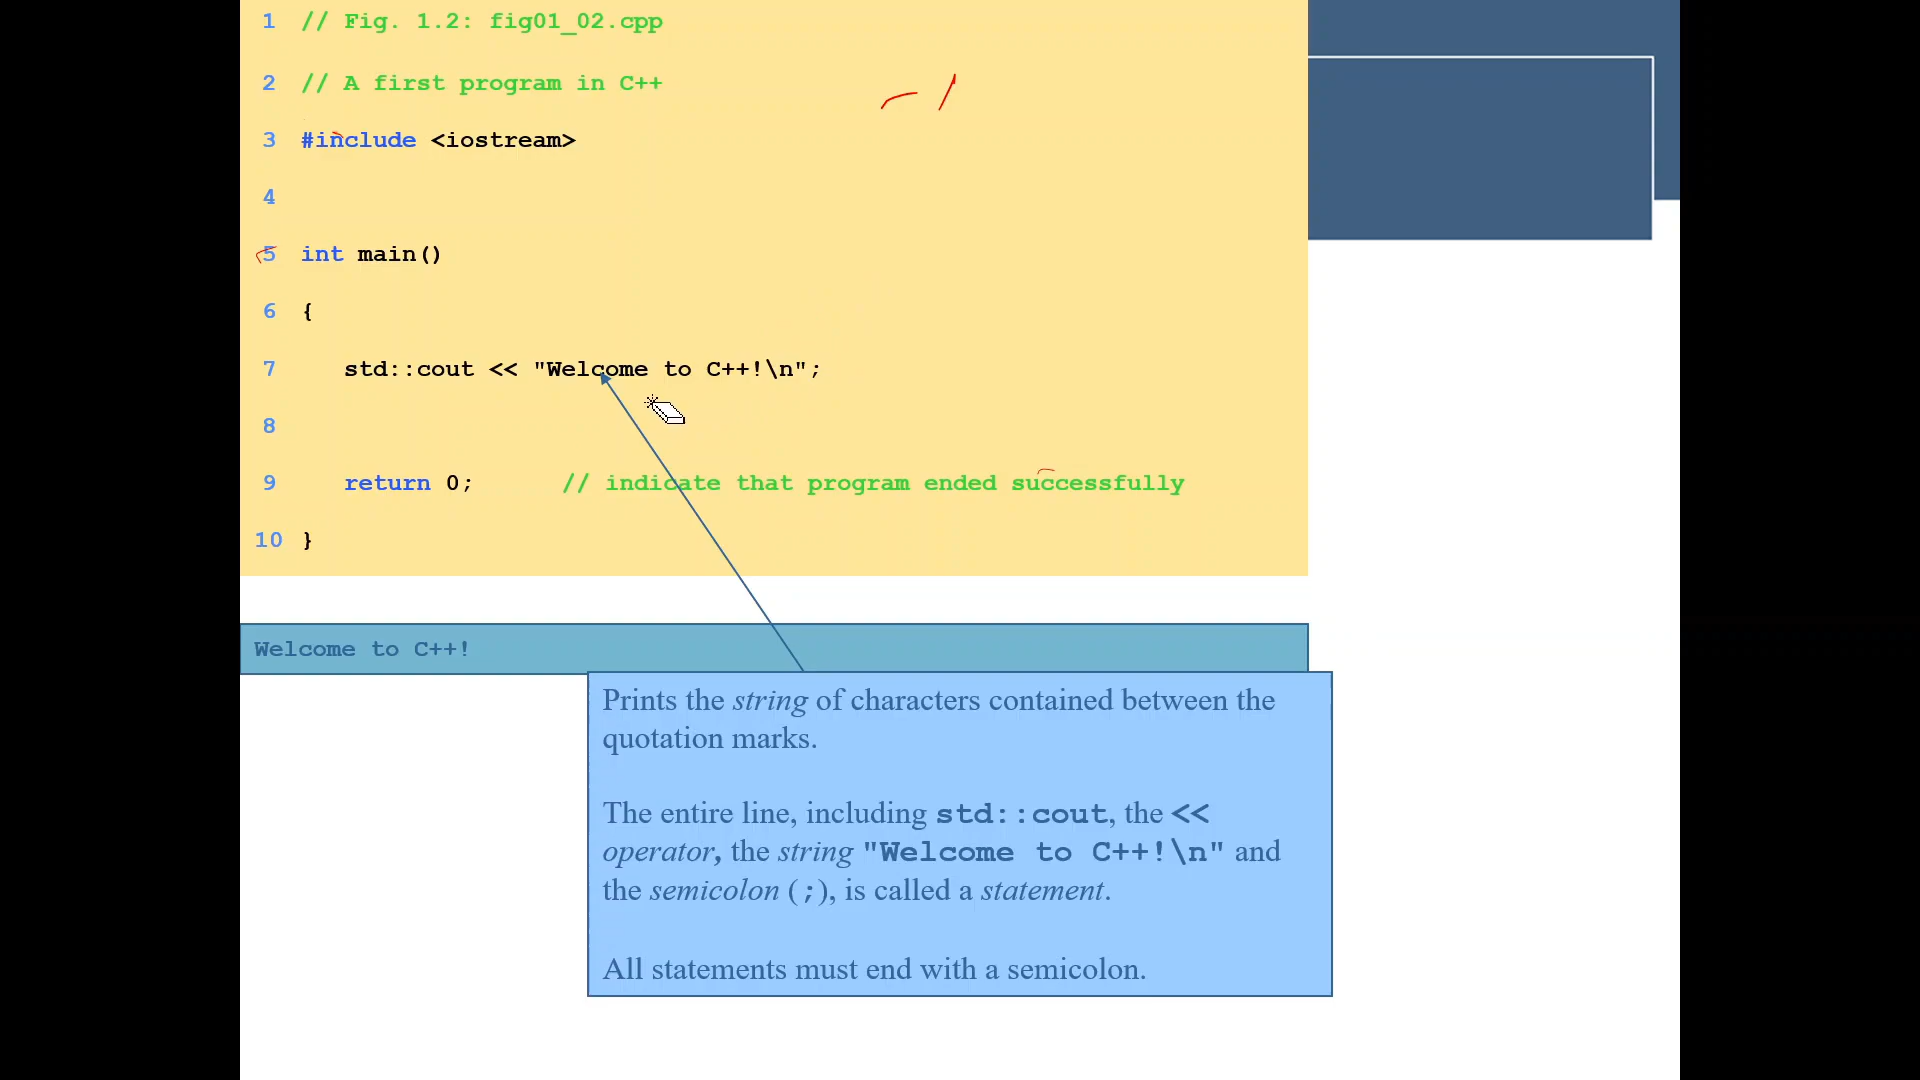 1 // Fig. 1.2: fig01_02.cpp
2 // A first program in C++
3 #include <iostream>
4
5 int main()
6 {
7 std::cout << "Welcome to C++!\n";
8
9 return 0; // indicate that program ended successfully
10 }
Welcome to C++!
Prints the string of characters contained between the
quotation marks.
The entire line, including std::cout, the <<
operator, the string "Welcome to C++!\n" and
the semicolon (;), is called a statement.
All statements must end with a semicolon.